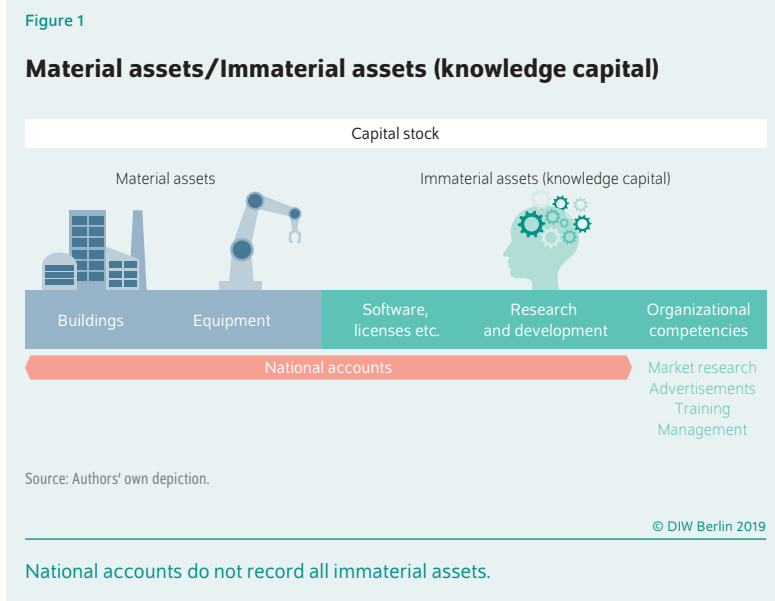 Figure 1
Material assets/Immaterial assets (knowledge capital)
Capital stock
Material assets
Immaterial assets (knowledge capital)
Buildings
Equipment
Software,
licenses etc.
Research
and development
Organizational
competencies
National accounts
Market research
Advertisements
Training
Management
Source: Authors' own depiction.
© DIW Berlin 2019
National accounts do not record all immaterial assets.